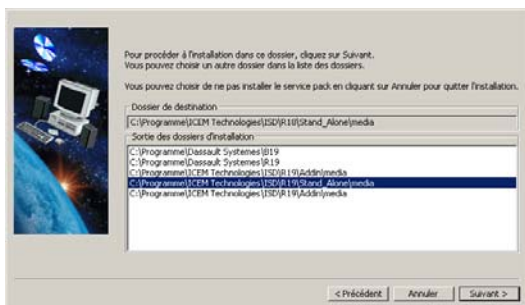 Pour procéder à l'installation dans ce dossier, cliquez sur Suivant.
Vous pouvez choisir un autre dossier dans la liste des dossiers.
Vous pouvez choisir de ne pas installer le service pack en cliquant sur Annuler pour quitter l'installation.
Dossier de destination
C:\Programme\ICEM Technologies\ISD\R18\Stand_Alone\media
Sortie des dossiers d'installation
C:\Programme\Dassault Systemes\B19
C:\Programme\Dassault Systemes\R19
C:\Programme\ICEM Technologies\ISD\R19\Addin\media
C:\Programme\ICEM Technologies\ISD\R19\Stand_Alone\media
C:\Programme\ICEM Technologies\ISD\R19\Addin\media
< Précédent
Annuler
Suivant >